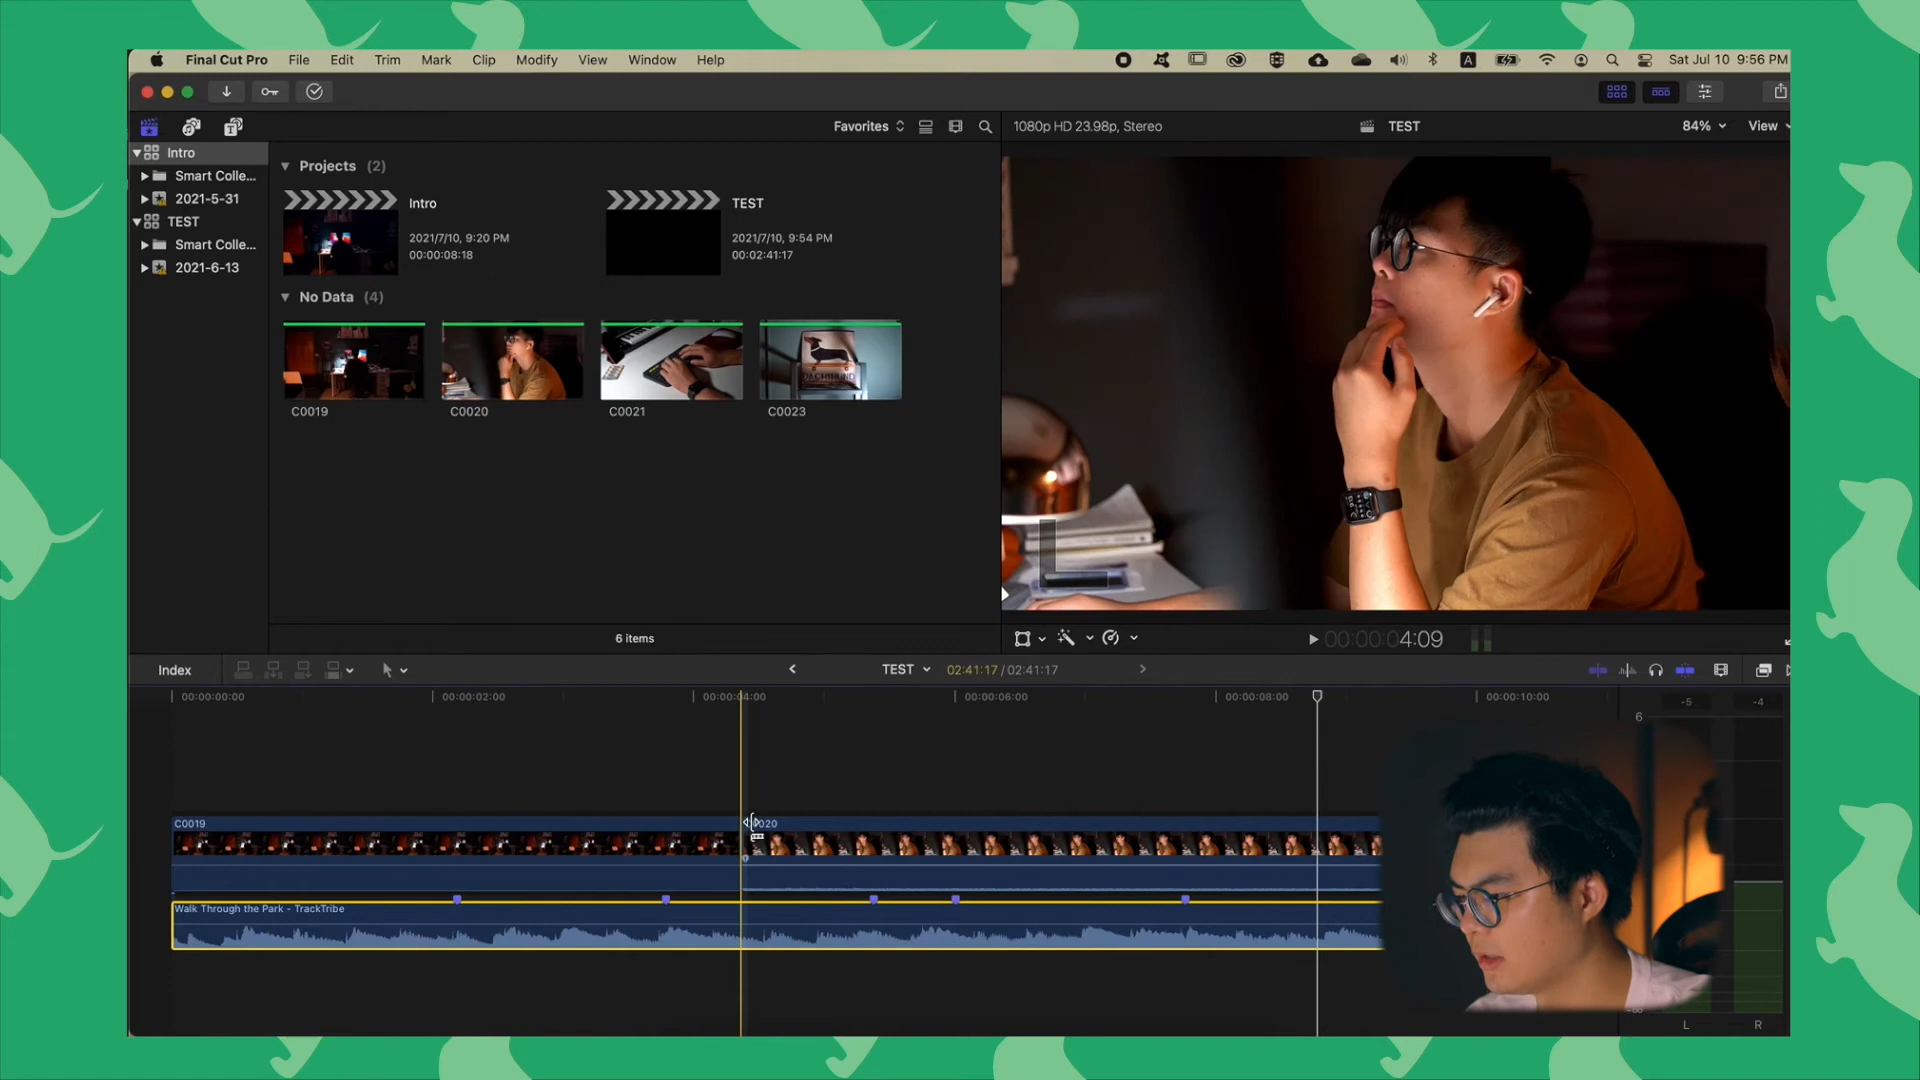 Final Cut Pro File Edit Trim Mark Clip View Modify Window Help
A Sat Jul 10 9:56 PM
Favorites
1080p HD 23.98p, Stereo
TEST
84%
View
Intro
Smart Colle...
2021-5-31
TEST
Smart Colle...
2021-6-13
Projects (2)
Intro
2021/7/10, 9:20 PM
00:00:08:18
TEST
2021/7/10, 9:54 PM
00:02:41:17
No Data (4)
DACHSHUND
C0019
C0020
C0021
C0023
6 items
00:00:04:09
Index
TEST
02:41:17 / 02:41:17
00:00:00:00
00:00:02:00
00:00:04:00
00:00:06:00
00:00:08:00
00:00:10:00
-5
-4
6
C0019
020
Walk Through the Park - TrackTribe
-∞
L
R